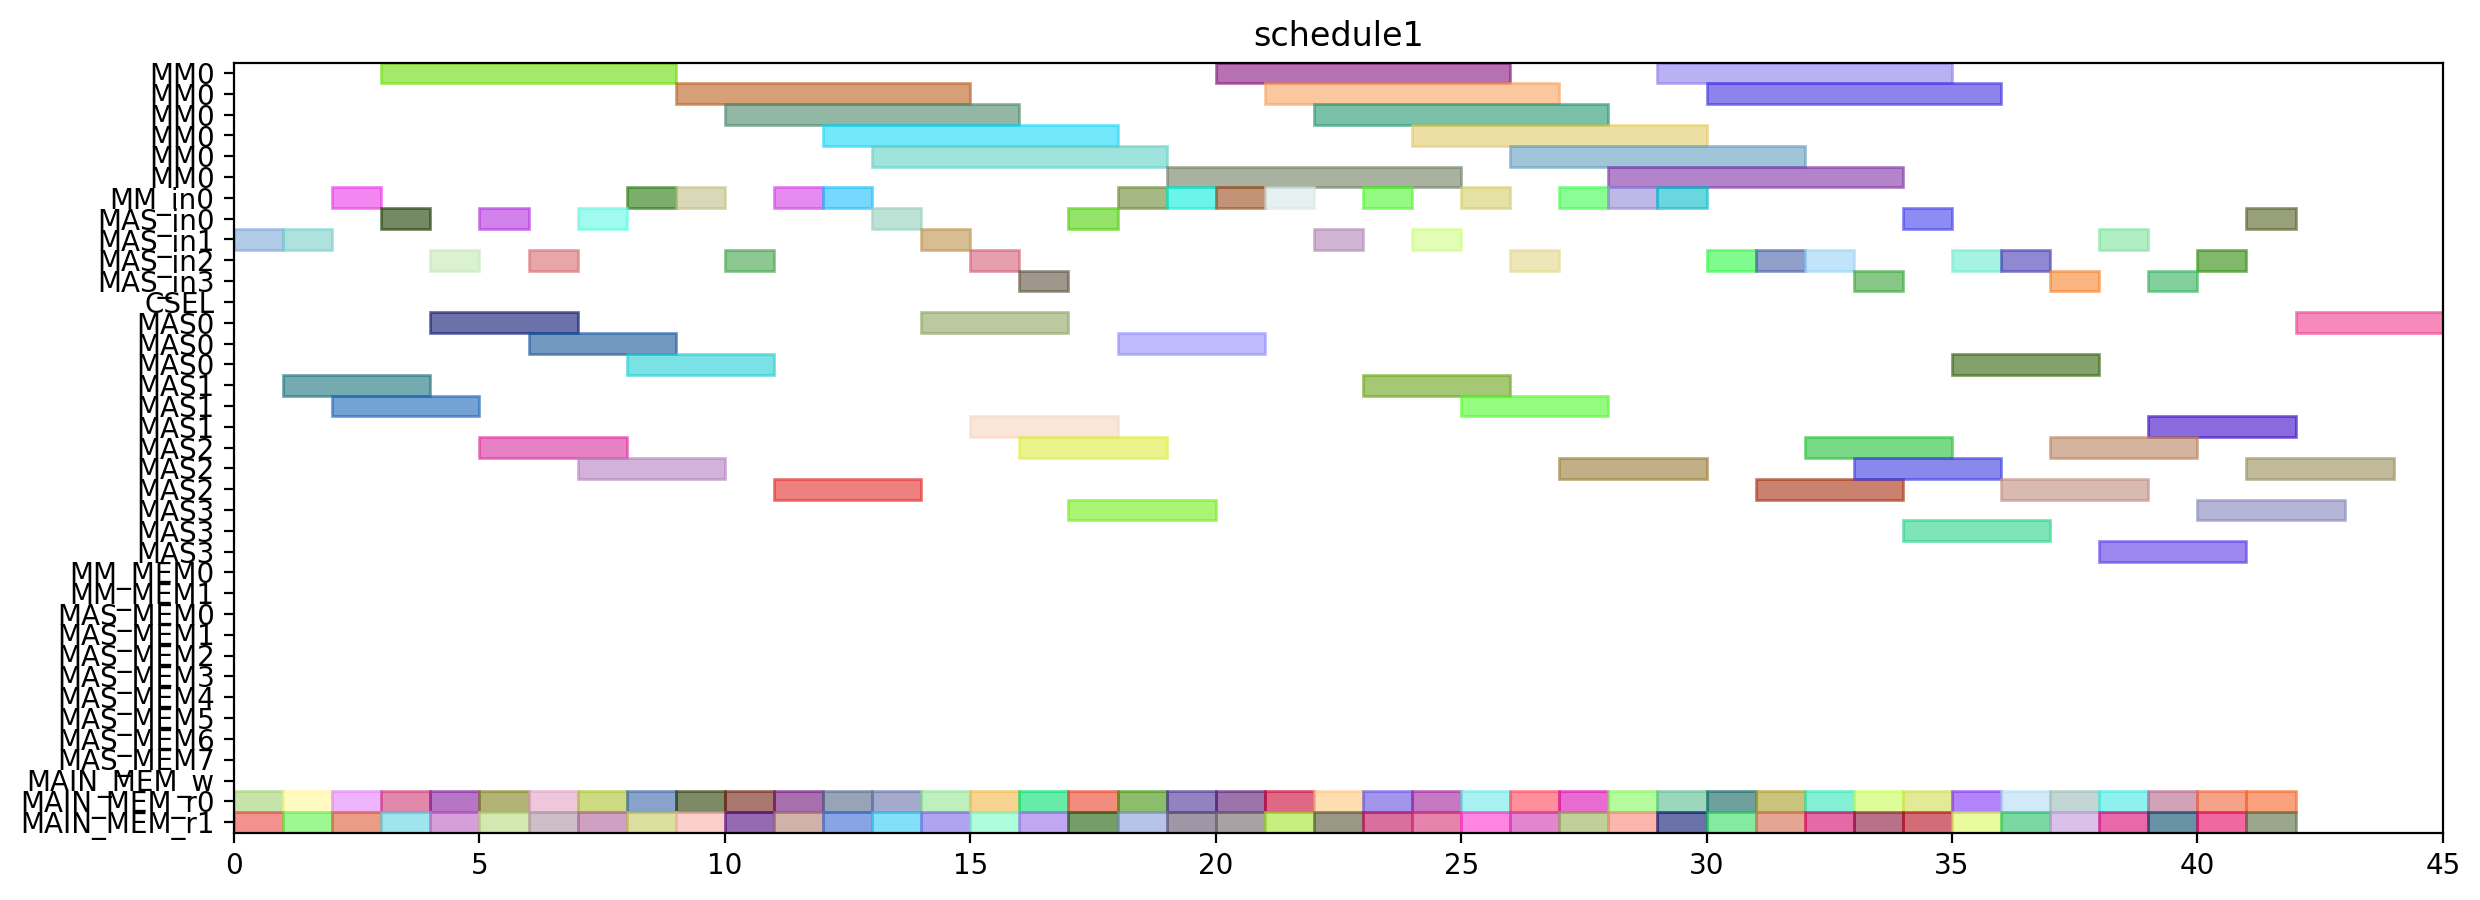 schedule1
MM0
MM0
MM0
MM0
MM0
MM0
MM_in0
MAS_in0
MAS_in1
MAS_in2
MAS_in3
CSEL
MAS0
MAS0
MAS0
MAS1
MAS1
MAS1
MAS2
MAS2
MAS2
MAS3
MAS3
MAS3
MM_MEM0
MM_MEM1
MAS_MEM0
MAS_MEM1
MAS_MEM2
MAS_MEM3
MAS_MEM4
MAS_MEM5
MAS_MEM6
MAS_MEM7
MAIN_MEM_w
MAIN_MEM_r0
MAIN_MEM_r1
0 5 10 15 20 25 30 35 40 45